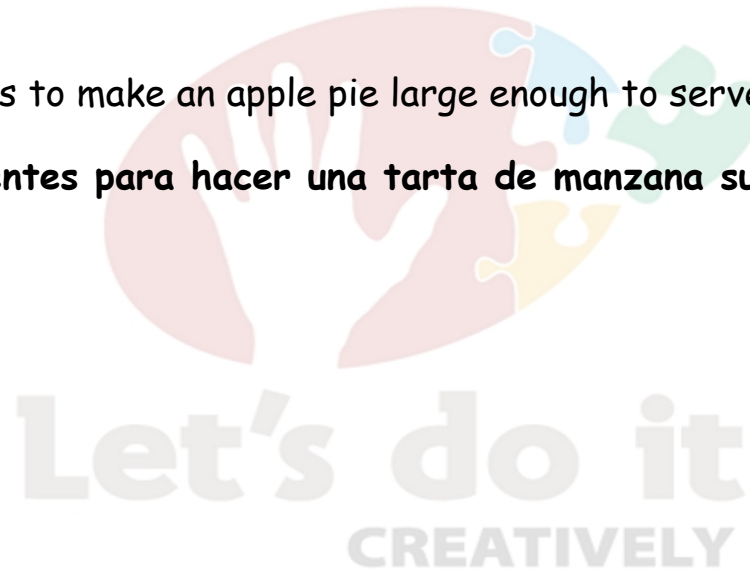 s to make an apple pie large enough to serve
entes para hacer una tarta de manzana su
Let's do it
CREATIVELY